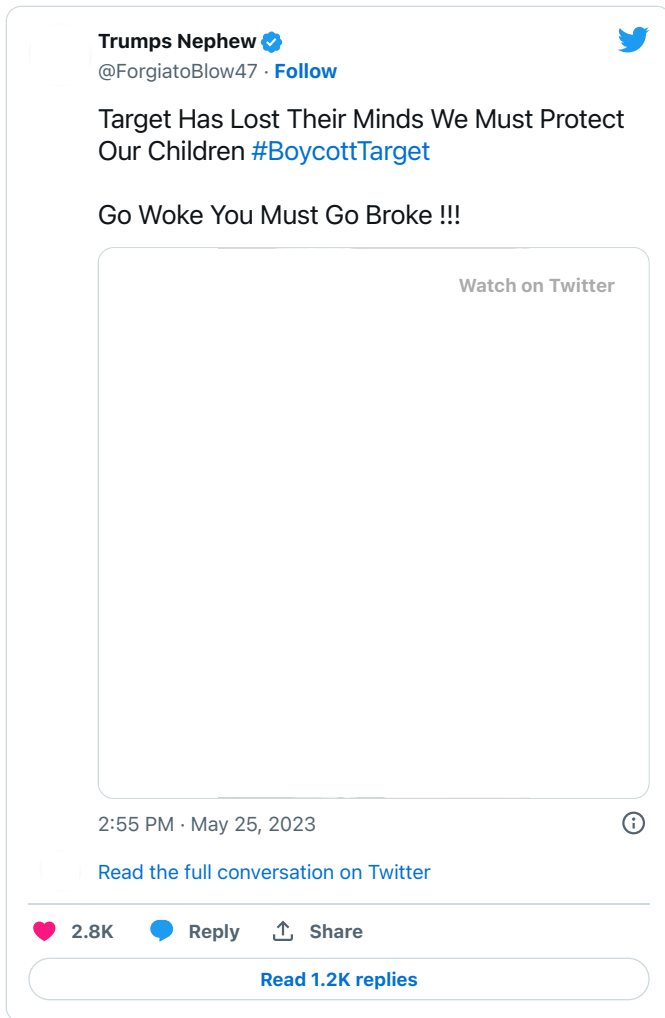 Trumps Nephew
@ForgiatoBlow47 · Follow
Target Has Lost Their Minds We Must Protect
Our Children #BoycottTarget
Go Woke You Must Go Broke !!!
Watch on Twitter
2:55 PM · May 25, 2023
Read the full conversation on Twitter
2.8K Reply Share
Read 1.2K replies